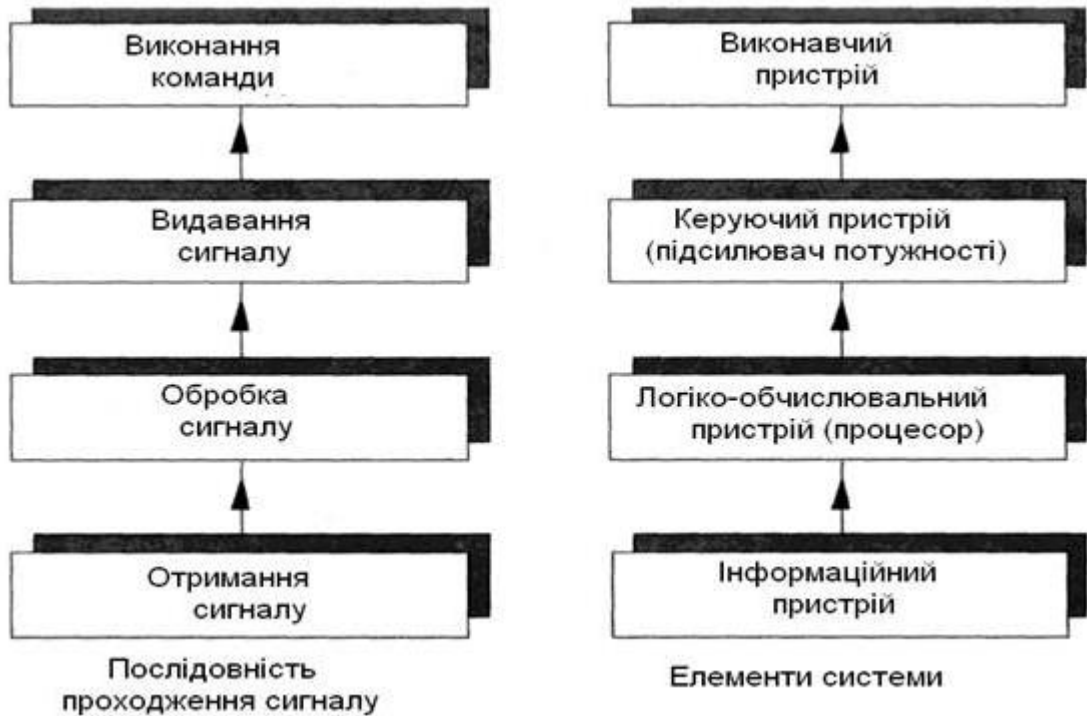 Виконання
команди
Видавання
сигналу
Обробка
сигналу
Отримання
сигналу
Послідовність
проходження сигналу
Виконавчий
пристрій
Керуючий пристрій
(підсилювач потужності)
Логіко-обчислювальний
пристрій (процесор)
Інформаційний
пристрій
Елементи системи